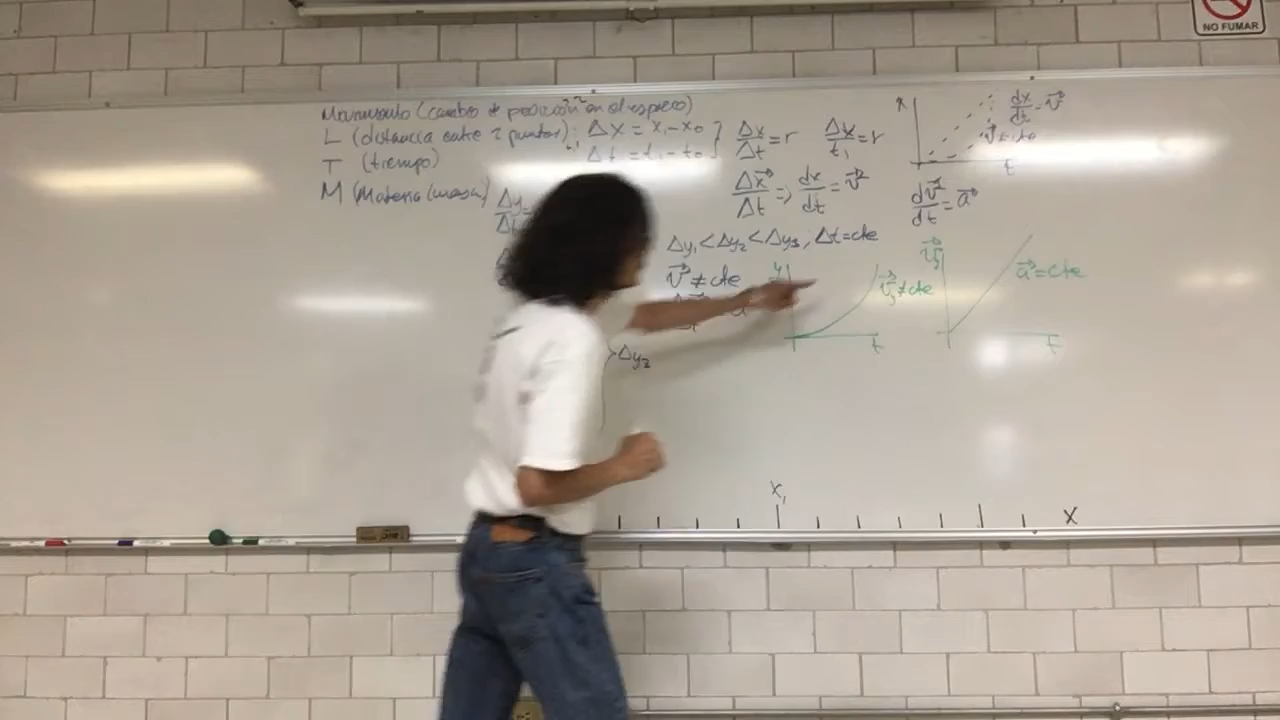 NO FUMAR
Movimiento (cambio de posición en el espacio)
L (distancia entre 2 puntos); Δx = x₁ - x₀
T (tiempo) Δt = t₁ - t₀
M (Materia (masa)
Δx/Δt = r Δx/t₁ = r
Δx⃗/Δt => dx⃗/dt = v⃗
x t dx⃗/dt = v⃗
dv⃗/dt = a⃗
Δy
Δy₁ < Δy₂ < Δy₃; Δt = cte
v⃗ ≠ cte
Δy₃
y t v⃗y ≠ cte
v⃗y t a⃗ = cte
x₁ X